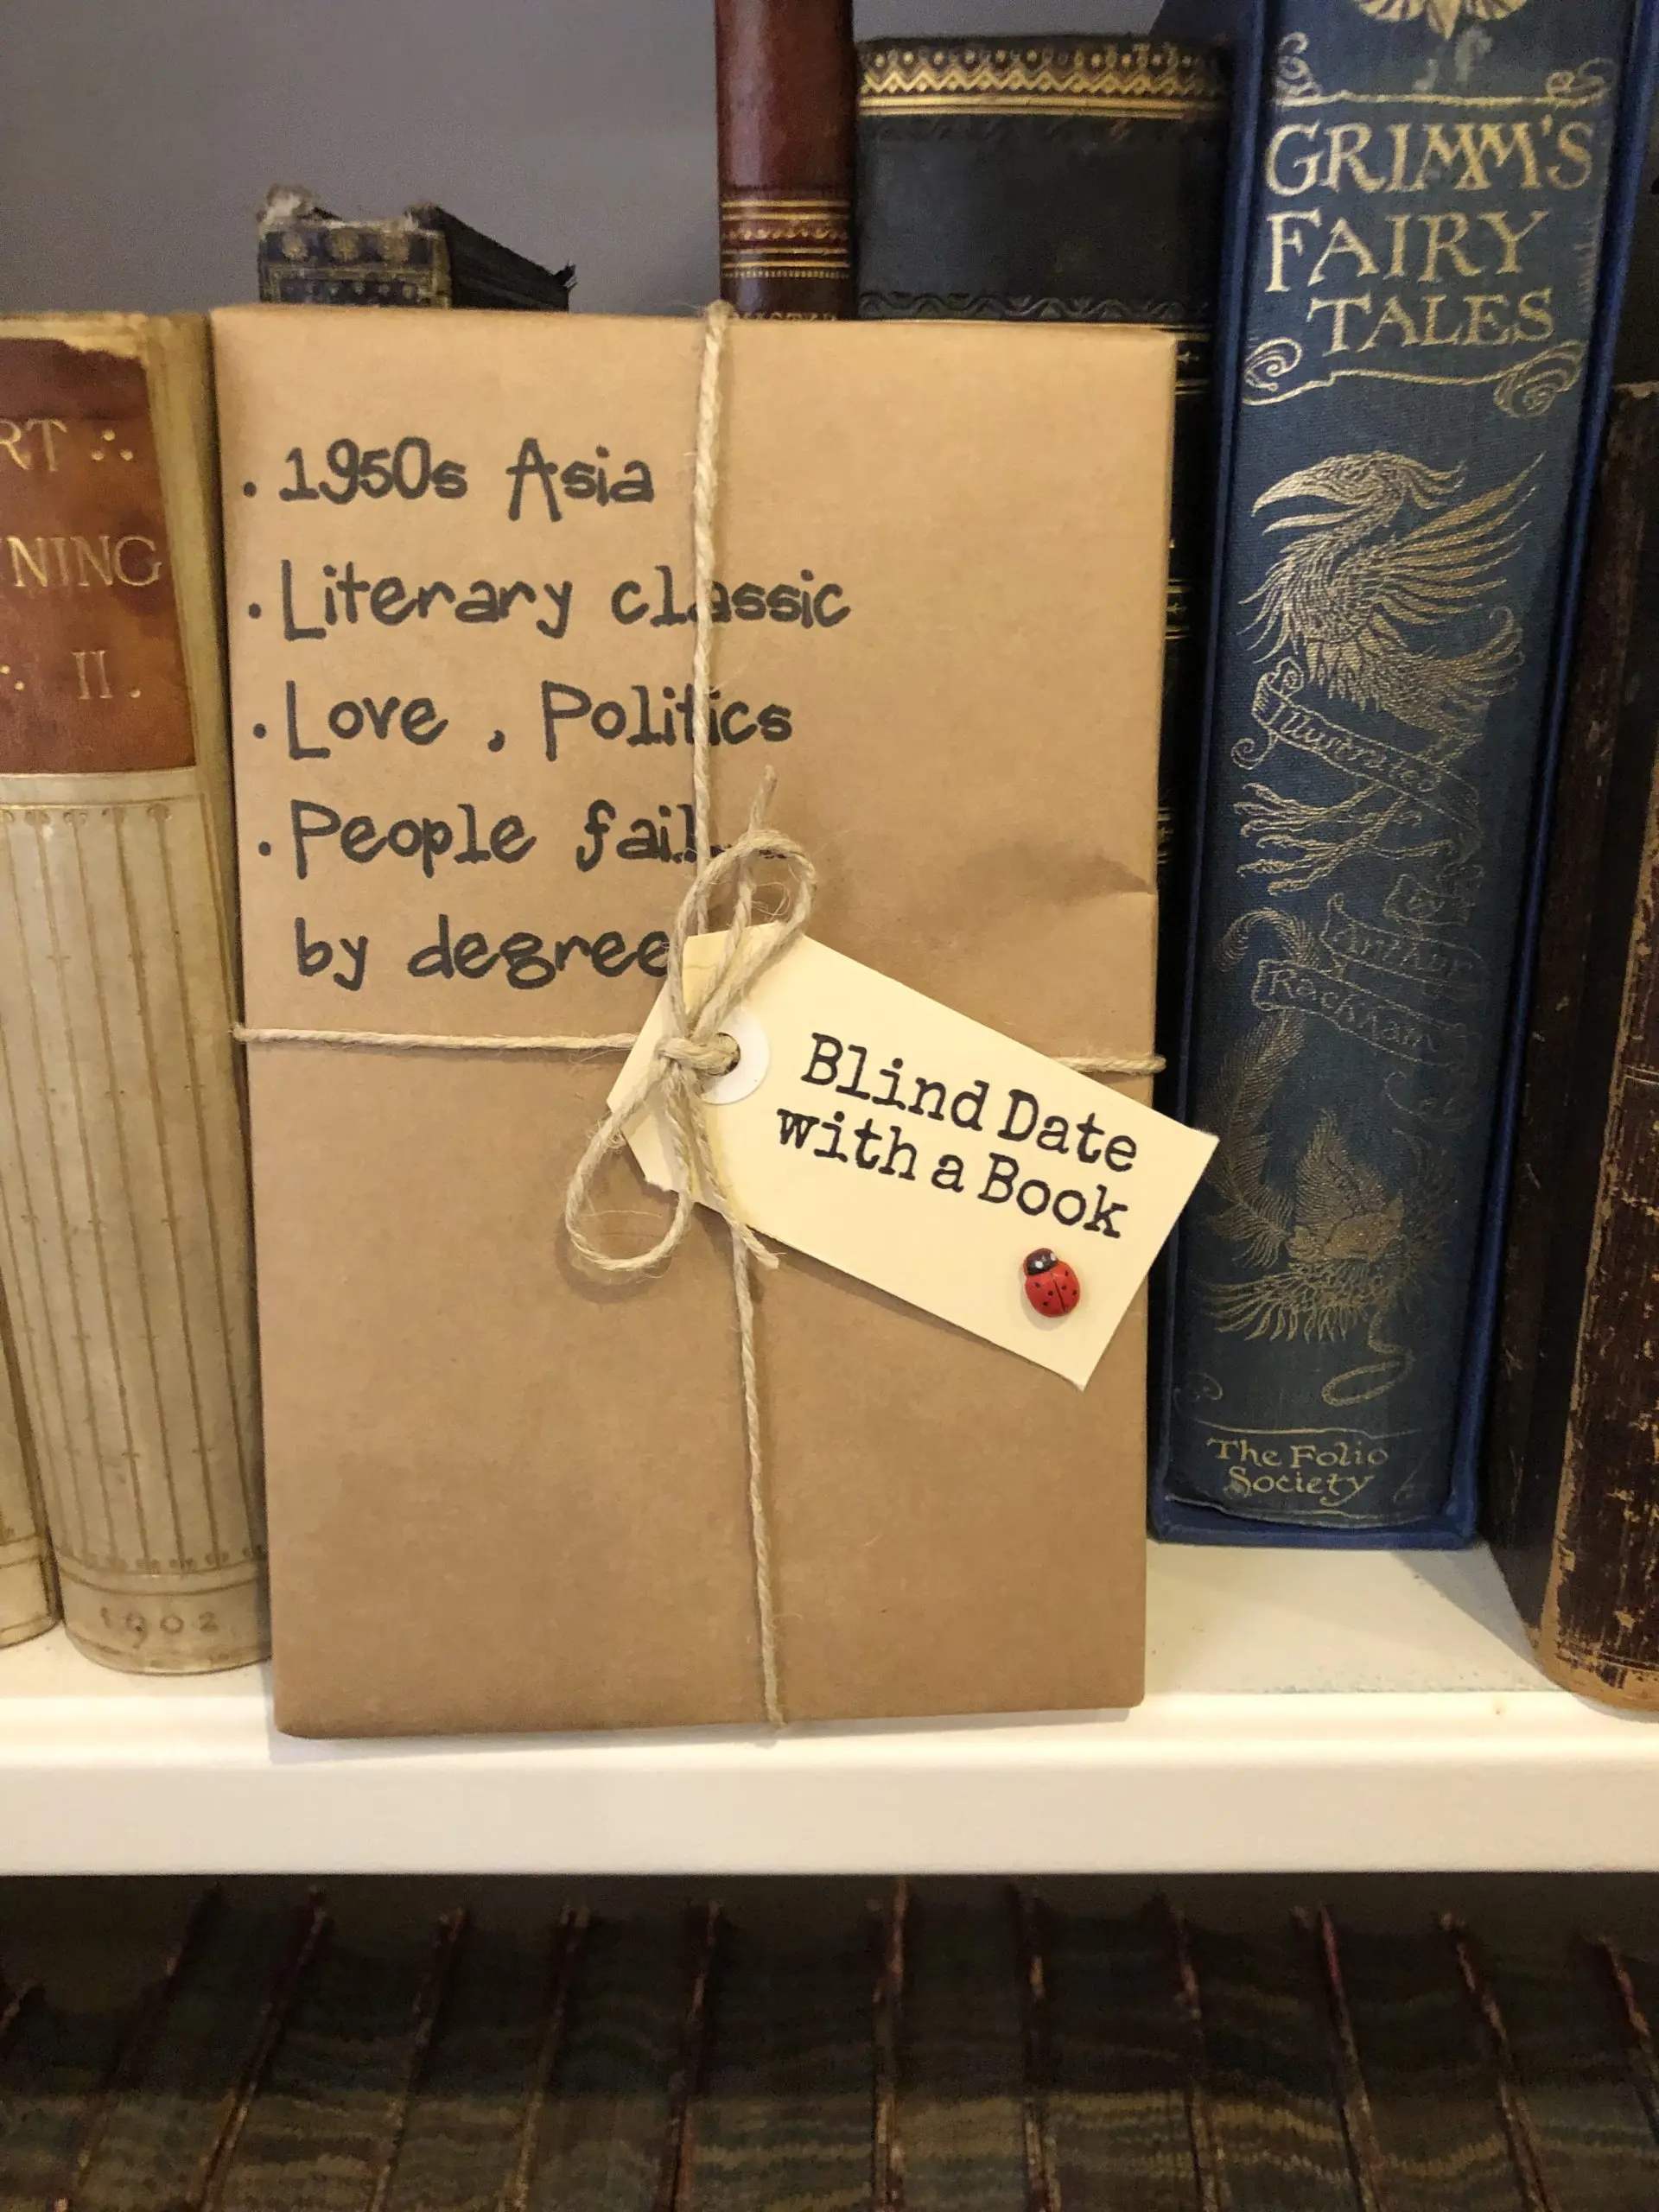 RT
NING
II.
1902
· 1950s Asia
· Literary classic
· Love, Politics
· People fail
by degree
Blind Date
with a Book
GRIMM'S
FAIRY
TALES
Illustrated
Arthur
Rackham
The Folio
Society